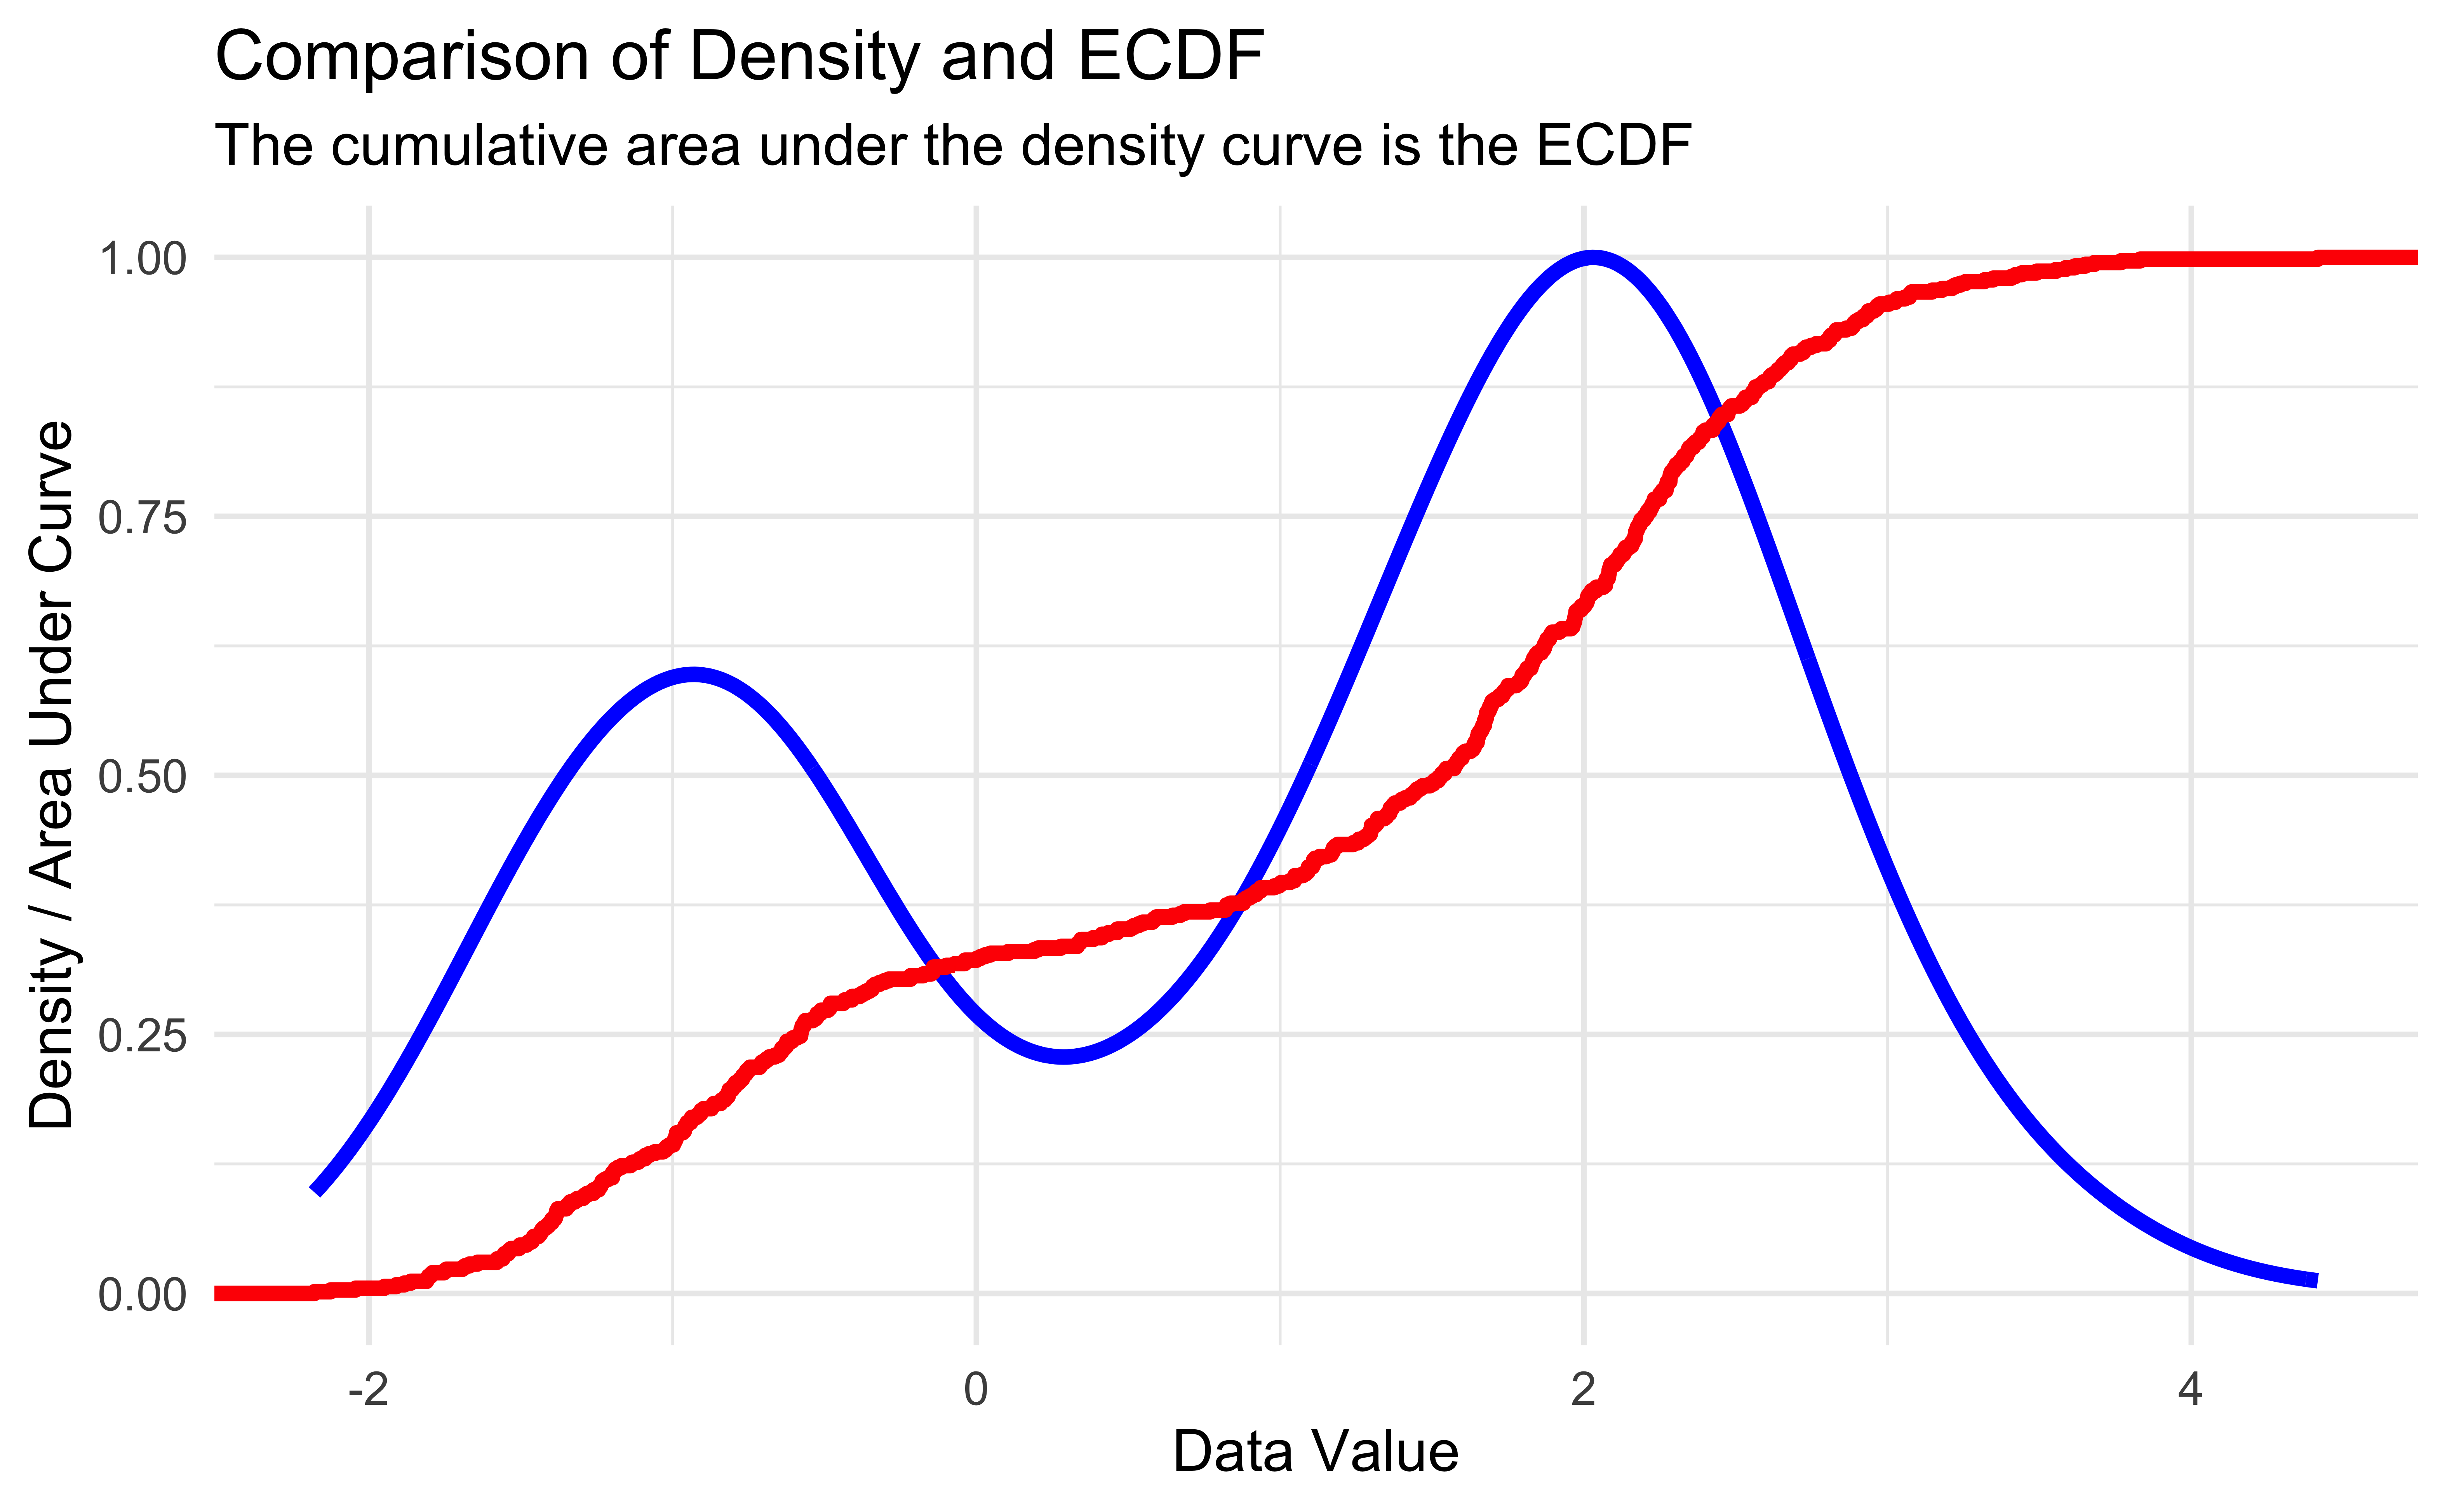 Comparison of Density and ECDF
The cumulative area under the density curve is the ECDF
Density / Area Under Curve
1.00
0.75
0.50
0.25
0.00
-2
0
2
4
Data Value